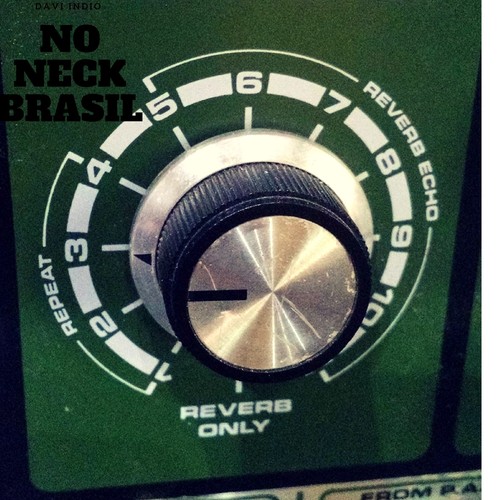 DAVI INDIO
NO
NECK
BRASIL
1
2
3
4
5
6
7
8
9
10
REPEAT
REVERB ECHO
REVERB
ONLY
FROM P.A